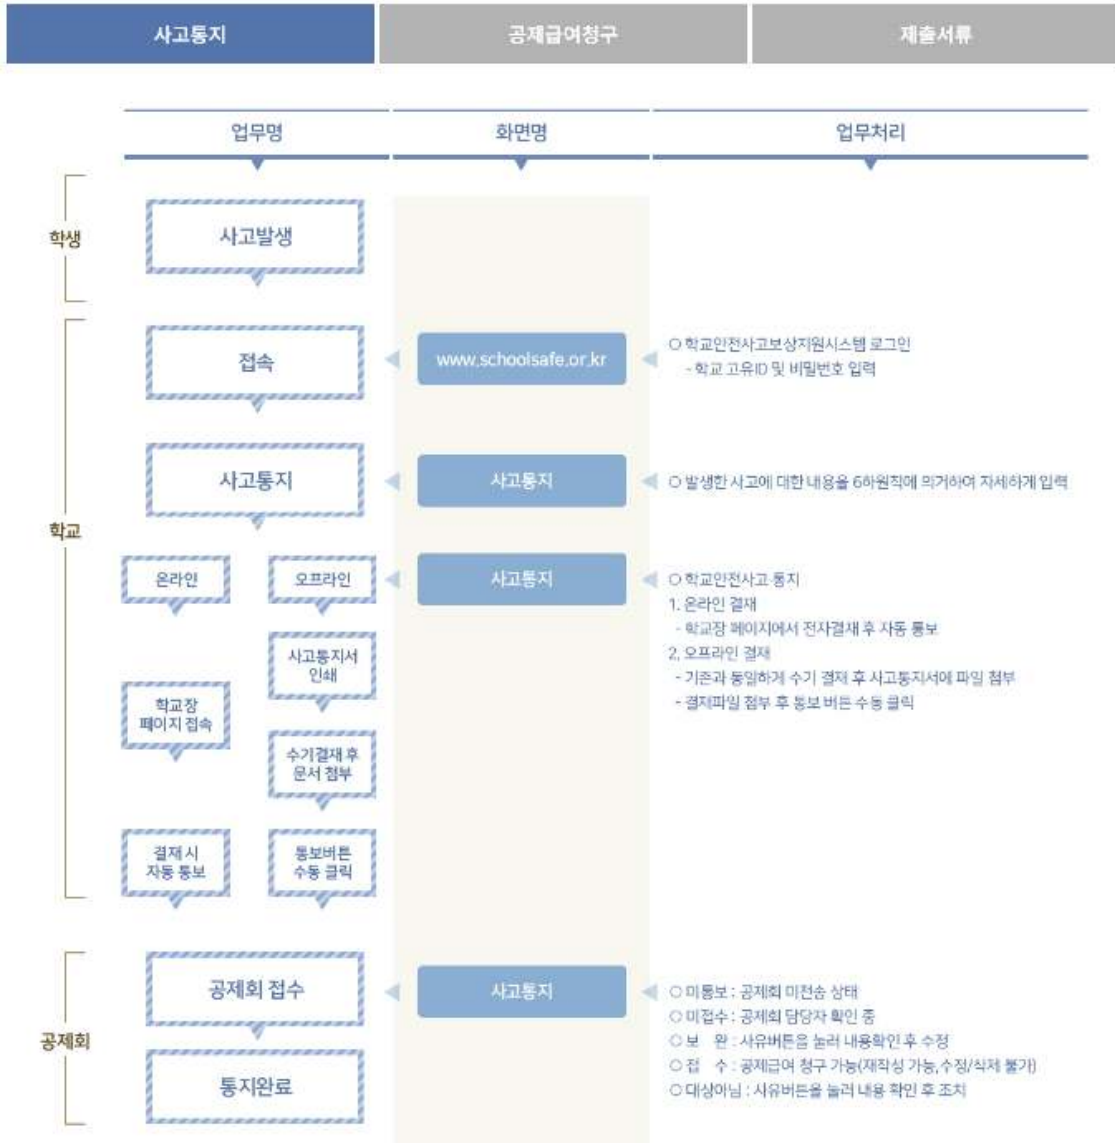 사고통지
공제급여청구
제출서류
업무명
화면명
업무처리
학생
사고발생
학교
접속
www.schoolsafe.or.kr
○ 학교안전사고보상지원시스템 로그인
- 학교 고유ID 및 비밀번호 입력
사고통지
사고통지
○ 발생한 사고에 대한 내용을 6하원칙에 의거하여 자세하게 입력
온라인
오프라인
사고통지
○ 학교안전사고 통지
1. 온라인 결재
- 학교장 페이지에서 전자결재 후 자동 통보
2. 오프라인 결재
- 기존과 동일하게 수기 결재 후 사고통지서에 파일 첨부
- 결재파일 첨부 후 통보 버튼 수동 클릭
사고통지서
인쇄
학교장
페이지 접속
수기결재 후
문서 첨부
결재 시
자동 통보
통보버튼
수동 클릭
공제회
공제회 접수
사고통지
○ 미통보 : 공제회 미전송 상태
○ 미접수 : 공제회 담당자 확인 중
○ 보 완 : 사유버튼을 눌러 내용확인 후 수정
○ 접 수 : 공제급여 청구 가능(재작성 가능,수정/삭제 불가)
○ 대상아님 : 사유버튼을 눌러 내용 확인 후 조치
통지완료